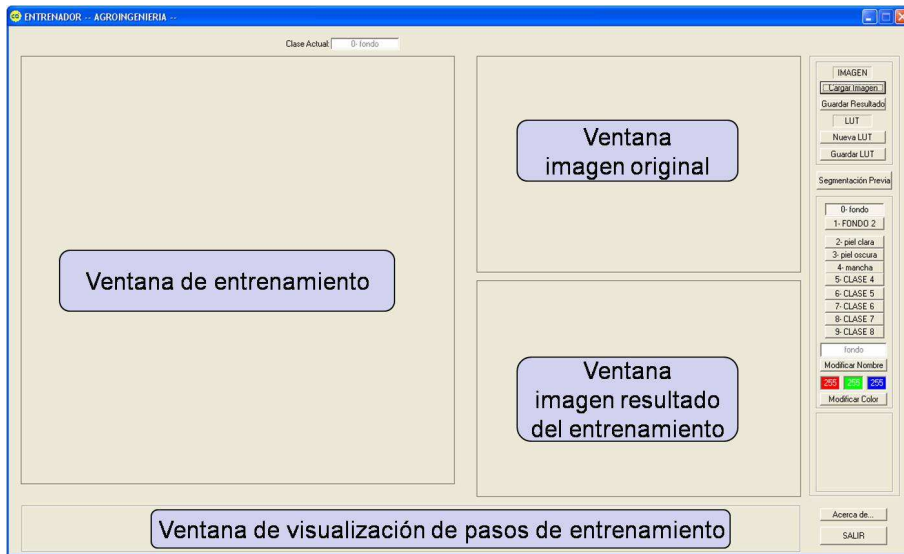 ENTRENADOR -- AGROINGENIERIA --
Clase Actual: 0- fondo
Ventana de entrenamiento
Ventana
imagen original
Ventana
imagen resultado
del entrenamiento
Ventana de visualización de pasos de entrenamiento
IMAGEN
Cargar Imagen
Guardar Resultado
LUT
Nueva LUT
Guardar LUT
Segmentación Previa
0- fondo
1- FONDO 2
2- piel clara
3- piel oscura
4- mancha
5- CLASE 4
6- CLASE 5
7- CLASE 6
8- CLASE 7
9- CLASE 8
fondo
Modificar Nombre
255 255 255
Modificar Color
Acerca de...
SALIR